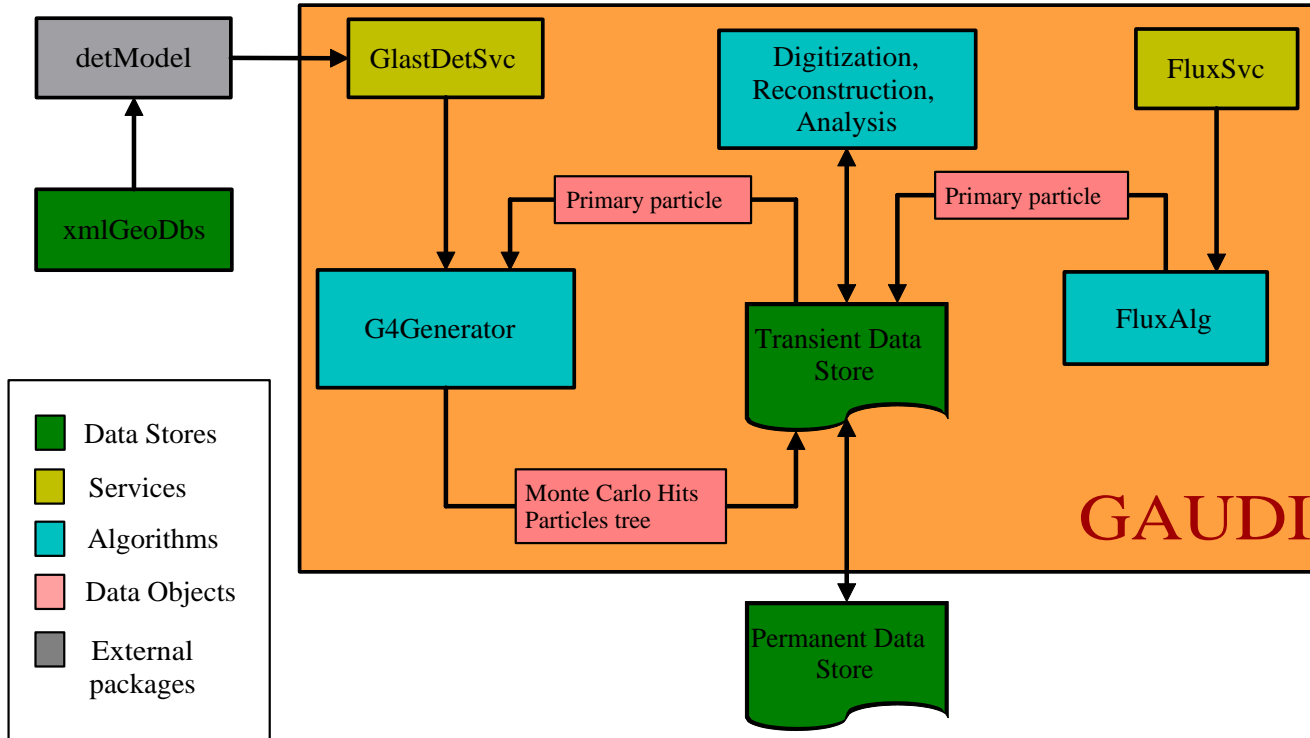 detModel
GlastDetSvc
Digitization,
Reconstruction,
Analysis
FluxSvc
xmlGeoDbs
Primary particle
Primary particle
G4Generator
Transient Data
Store
FluxAlg
Data Stores
Services
Algorithms
Data Objects
External
packages
Monte Carlo Hits
Particles tree
GAUDI
Permanent Data
Store